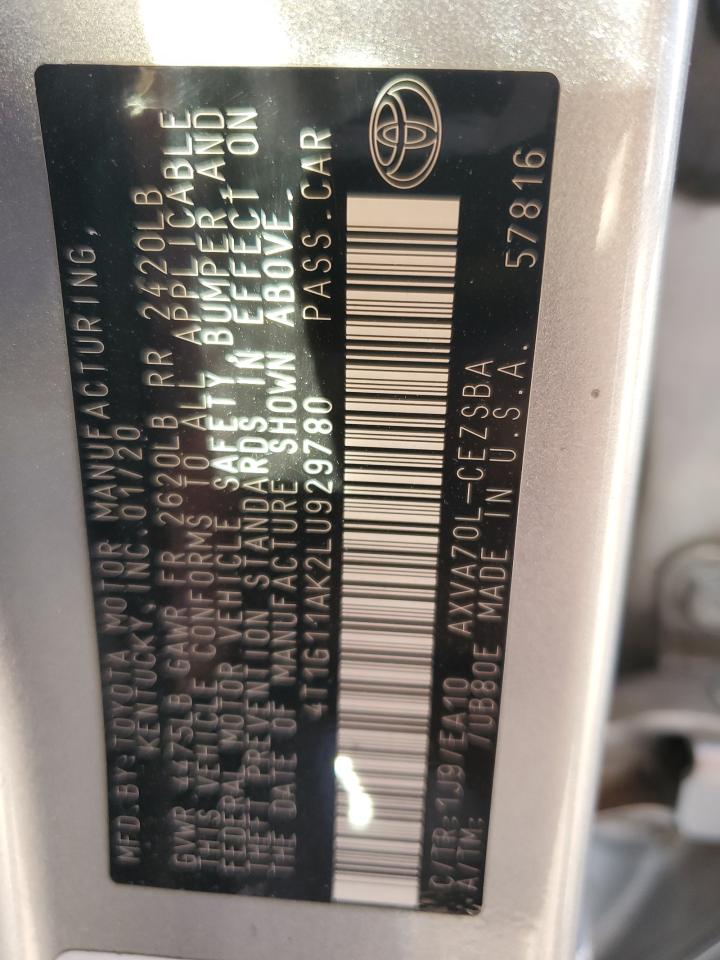 MFD.BY:TOYOTA MOTOR MANUFACTURING,
KENTUCKY,INC.01/20
GVWR 4475LB GAWR FR 2620LB RR 2420LB
THIS VEHICLE CONFORMS TO ALL APPLICABLE
FEDERAL MOTOR VEHICLE SAFETY,BUMPER,AND
THEFT PREVENTION STANDARDS IN EFFECT ON
THE DATE OF MANUFACTURE SHOWN ABOVE.
4T1G11AK2LU929780 PASS.CAR
C/TR:1J9/EA10 AXVA70L-CEZSBA
A/TM: /UB80E MADE IN U.S.A. 57816